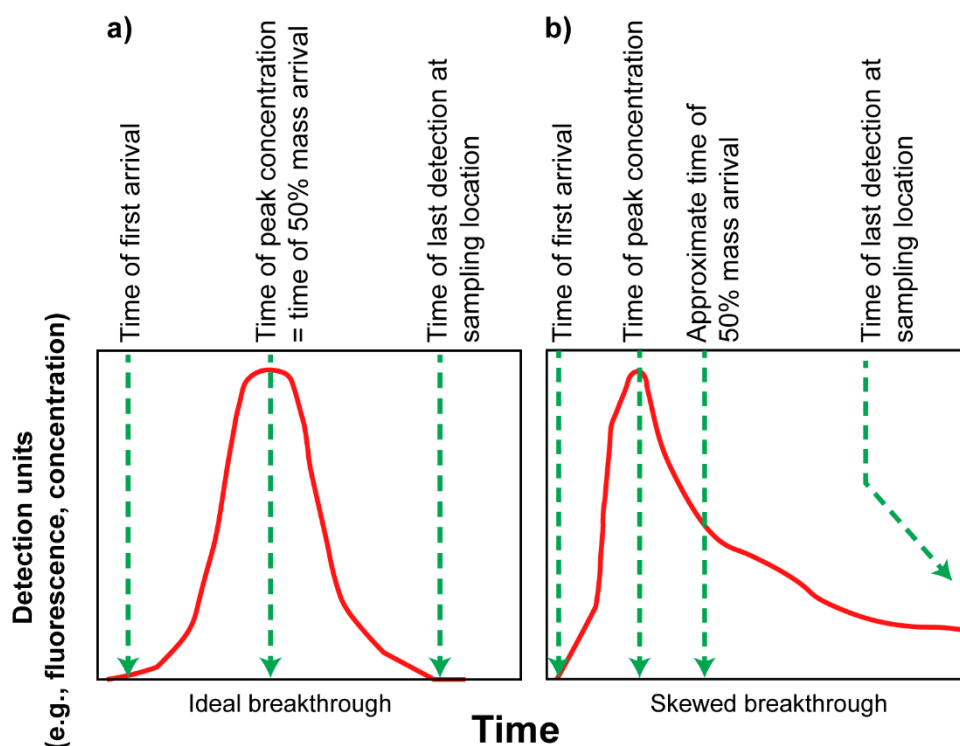 a)
Time of first arrival
Time of peak concentration
= time of 50% mass arrival
Time of last detection at
sampling location
b)
Time of first arrival
Time of peak concentration
Approximate time of
50% mass arrival
Time of last detection at
sampling location
Detection units
(e.g., fluorescence, concentration)
Ideal breakthrough
Skewed breakthrough
Time